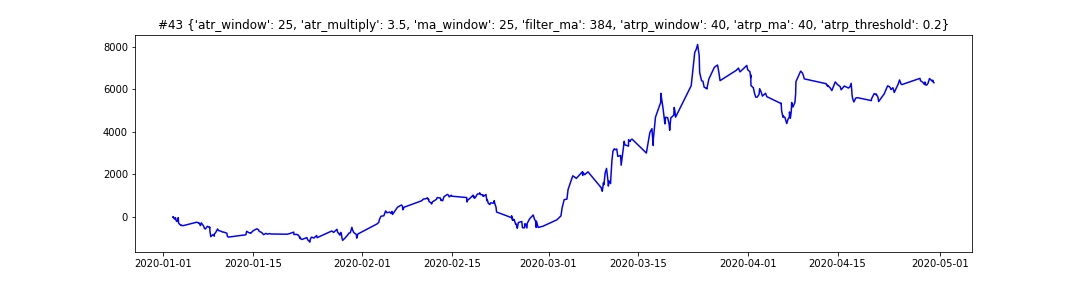 #43 {'atr_window': 25, 'atr_multiply': 3.5, 'ma_window': 25, 'filter_ma': 384, 'atrp_window': 40, 'atrp_ma': 40, 'atrp_threshold': 0.2}
8000
6000
4000
2000
0
2020-01-01 2020-01-15 2020-02-01 2020-02-15 2020-03-01 2020-03-15 2020-04-01 2020-04-15 2020-05-01